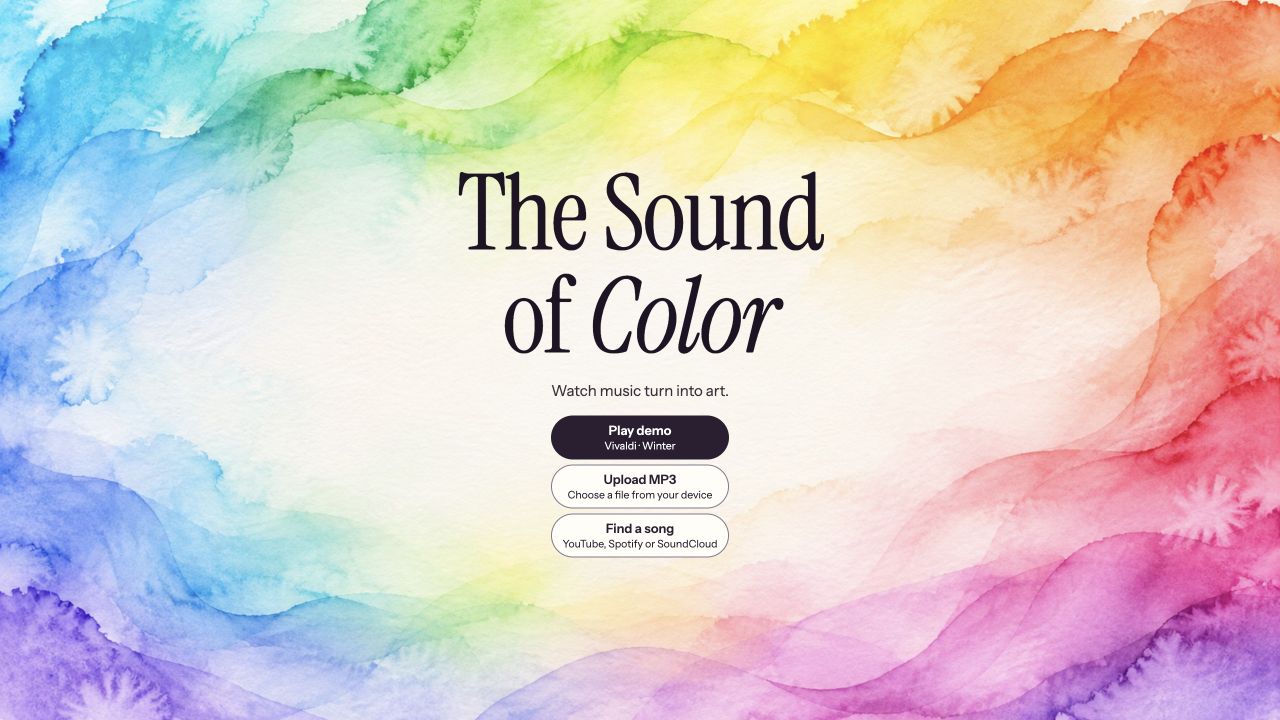 The Sound
of Color
Watch music turn into art.
Play demo
Vivaldi · Winter
Upload MP3
Choose a file from your device
Find a song
YouTube, Spotify or SoundCloud